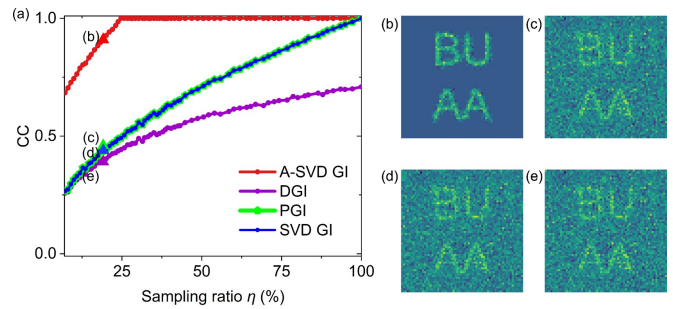 (a)
CC
1.0
0.5
0.0
(b)
(c)
(d)
(e)
A-SVD GI
DGI
PGI
SVD GI
25
50
75
100
Sampling ratio η (%)
(b)
BU
AA
(c)
BU
AA
(d)
BU
AA
(e)
BU
AA